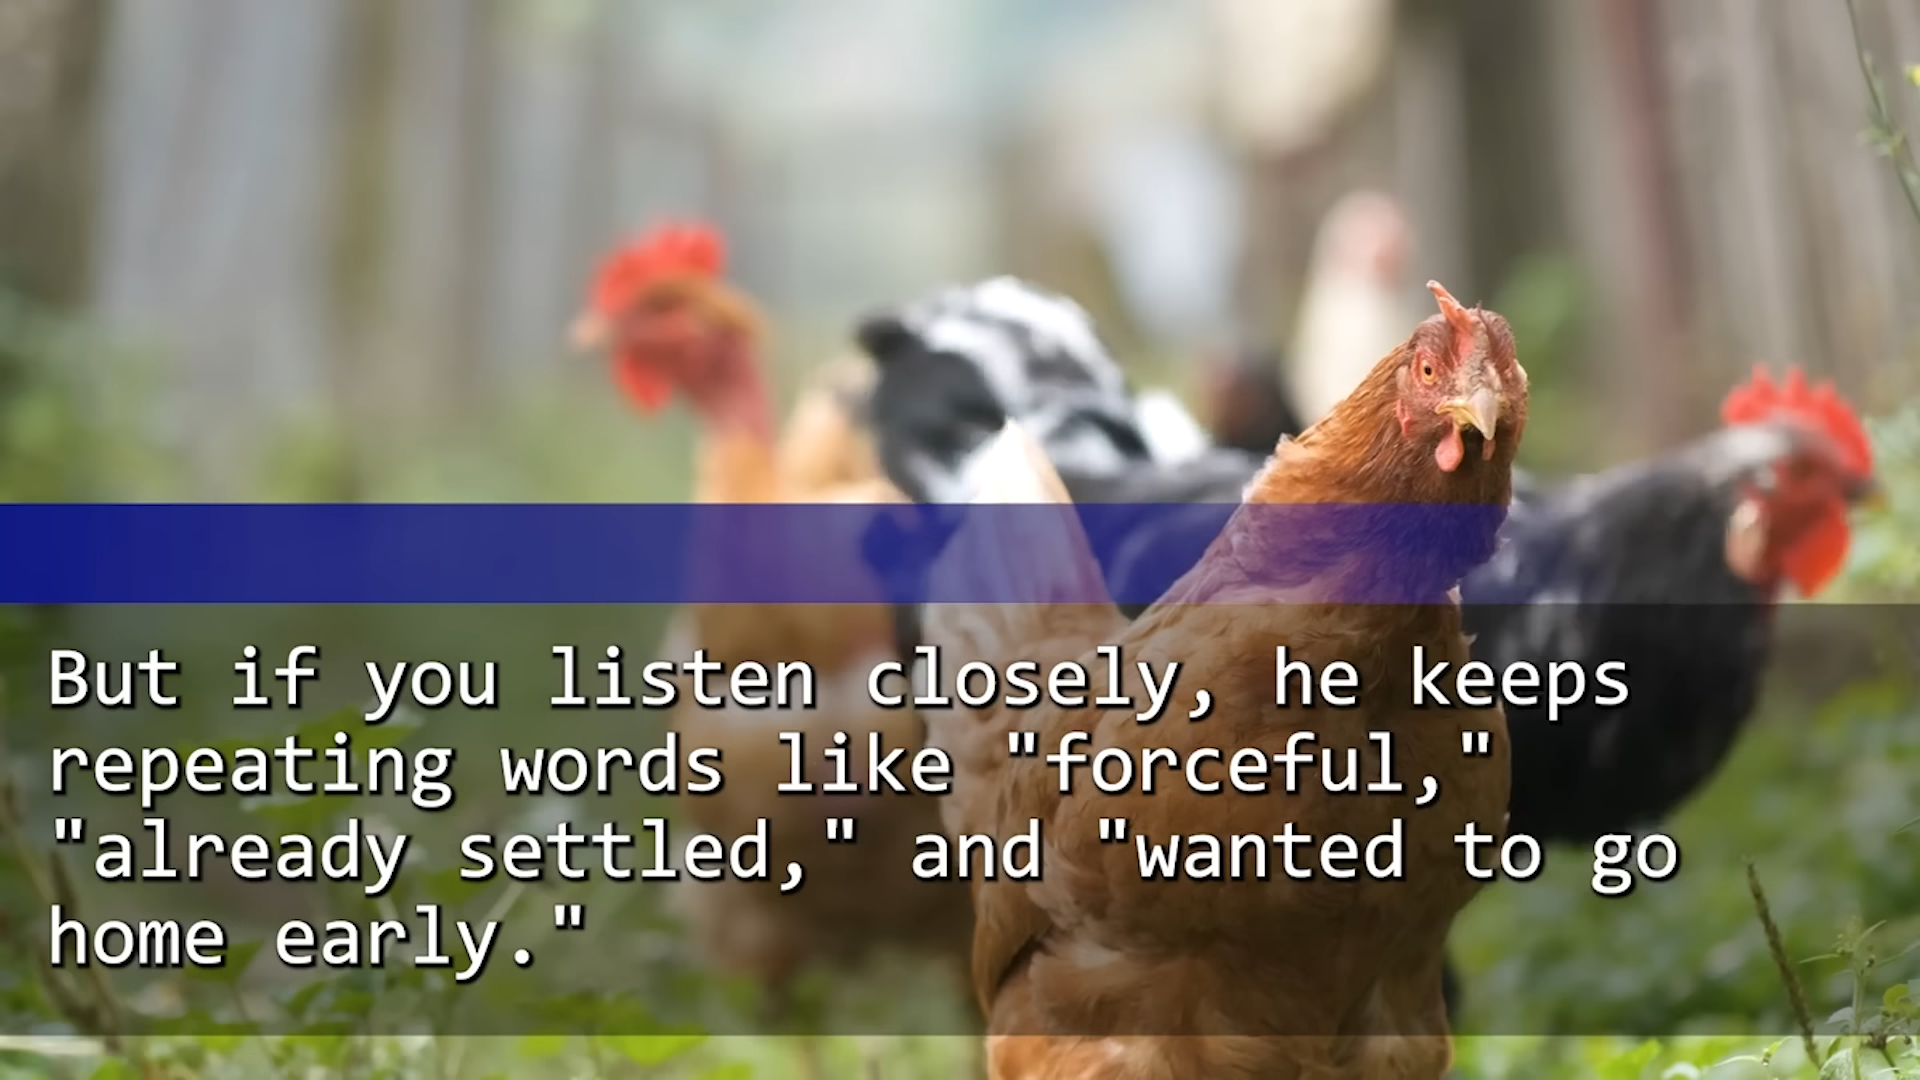 But if you listen closely, he keeps
repeating words like "forceful,"
"already settled," and "wanted to go
home early."